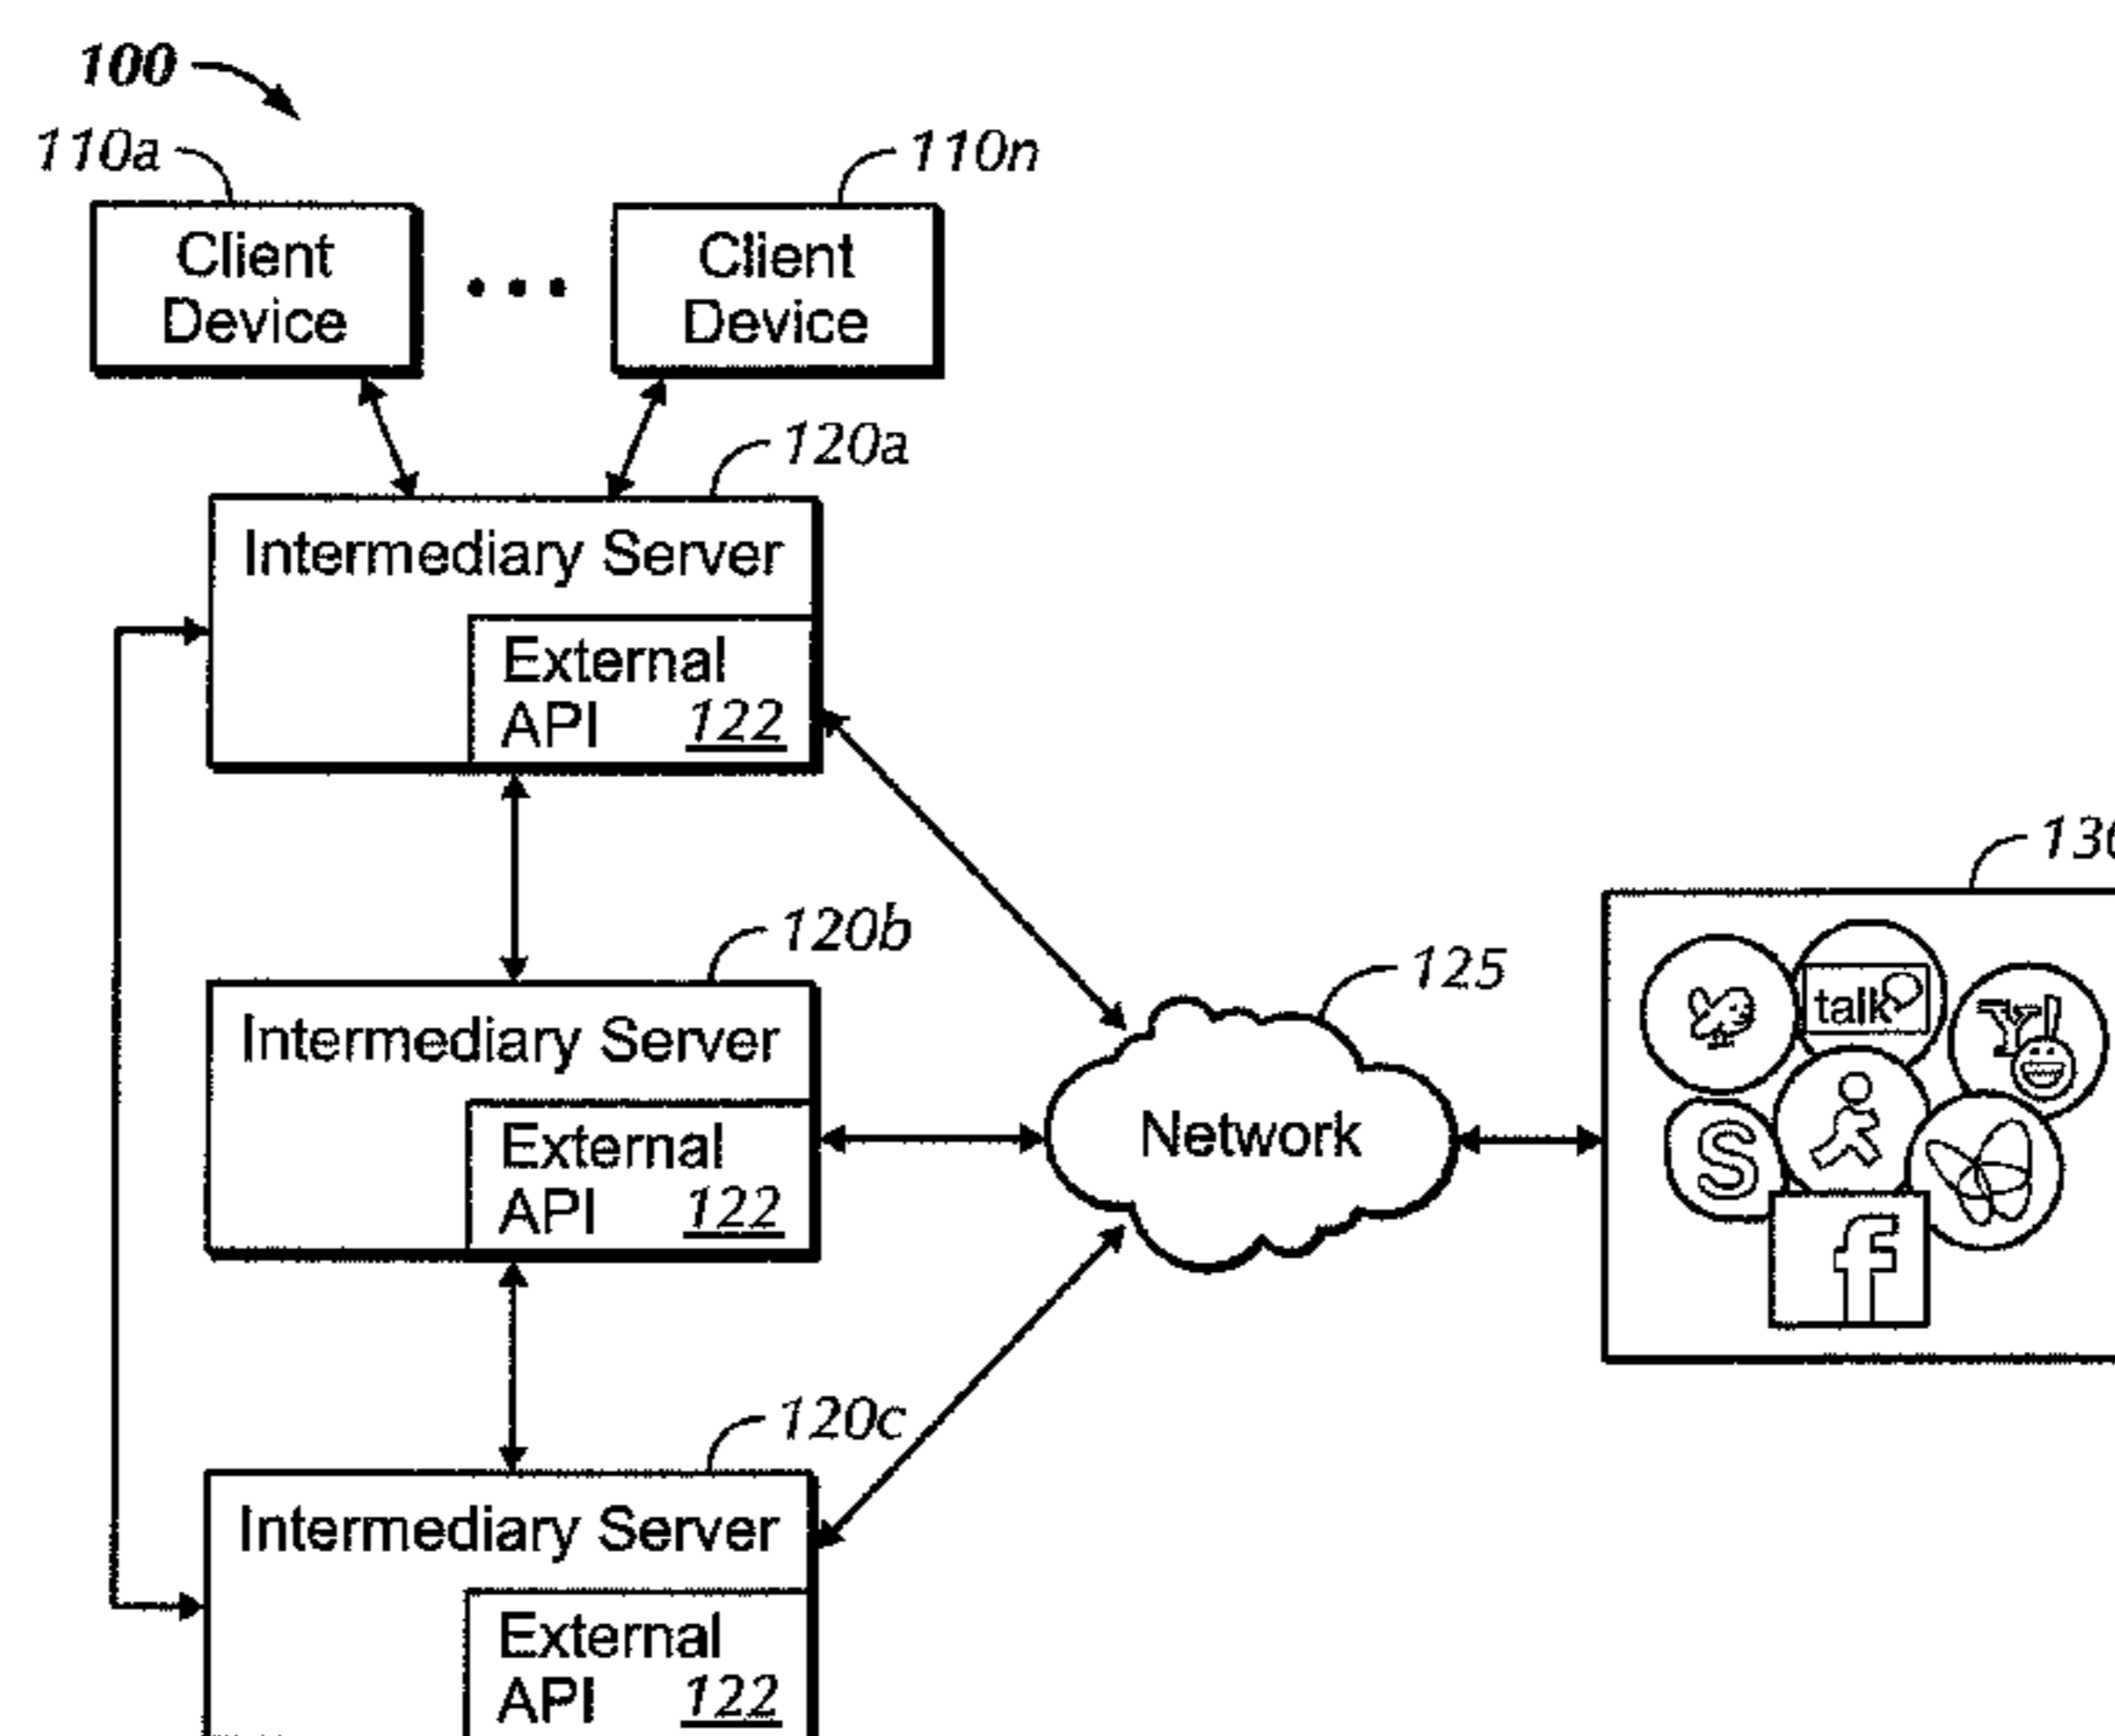 100
110a
110n
Client
Device
Client
Device
120a
Intermediary Server
External
API 122
120b
Intermediary Server
External
API 122
125
Network
talk
Y!
S
f
120c
Intermediary Server
External
API 122